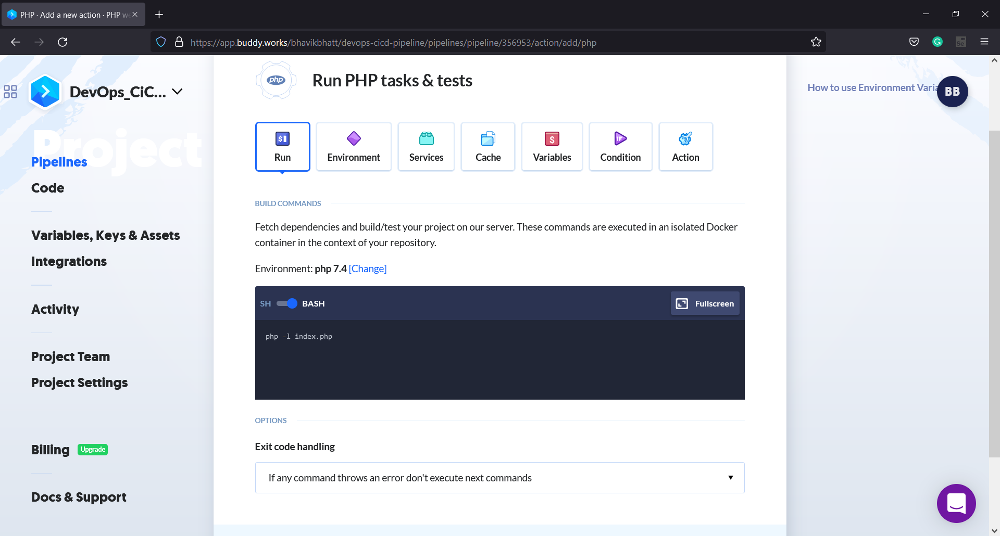 PHP · Add a new action · PHP we
https://app.buddy.works/bhavikbhatt/devops-cicd-pipeline/pipelines/pipeline/356953/action/add/php
DevOps_CiC...
Project
Pipelines
Code
Variables, Keys & Assets
Integrations
Activity
Project Team
Project Settings
Billing Upgrade
Docs & Support
php
Run PHP tasks & tests
Run Environment Services Cache Variables Condition Action
BUILD COMMANDS
Fetch dependencies and build/test your project on our server. These commands are executed in an isolated Docker
container in the context of your repository.
Environment: php 7.4 [Change]
SH BASH Fullscreen
php -l index.php
OPTIONS
Exit code handling
If any command throws an error don't execute next commands
How to use Environment Varia
BB